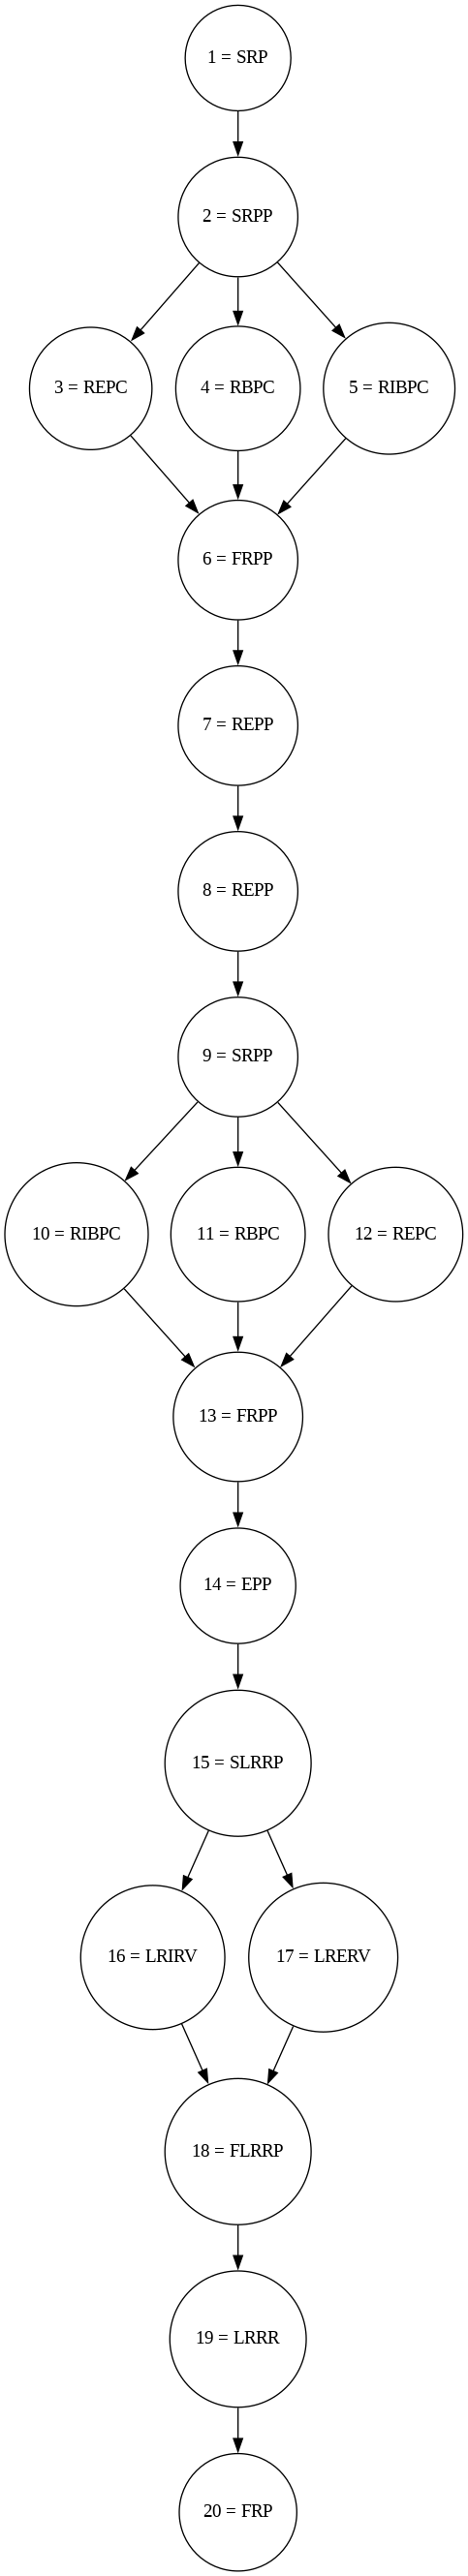 1 = SRP
2 = SRPP
3 = REPC
4 = RBPC
5 = RIBPC
6 = FRPP
7 = REPP
8 = REPP
9 = SRPP
10 = RIBPC
11 = RBPC
12 = REPC
13 = FRPP
14 = EPP
15 = SLRRP
16 = LRIRV
17 = LRERV
18 = FLRRP
19 = LRRR
20 = FRP